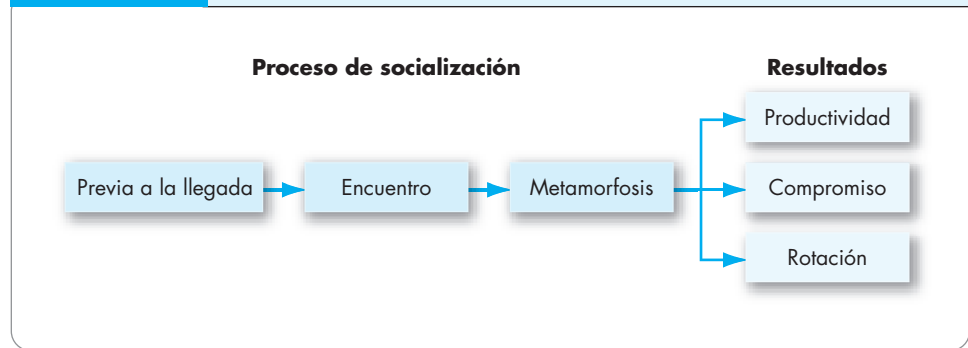 Proceso de socialización
Resultados
Previa a la llegada
Encuentro
Metamorfosis
Productividad
Compromiso
Rotación